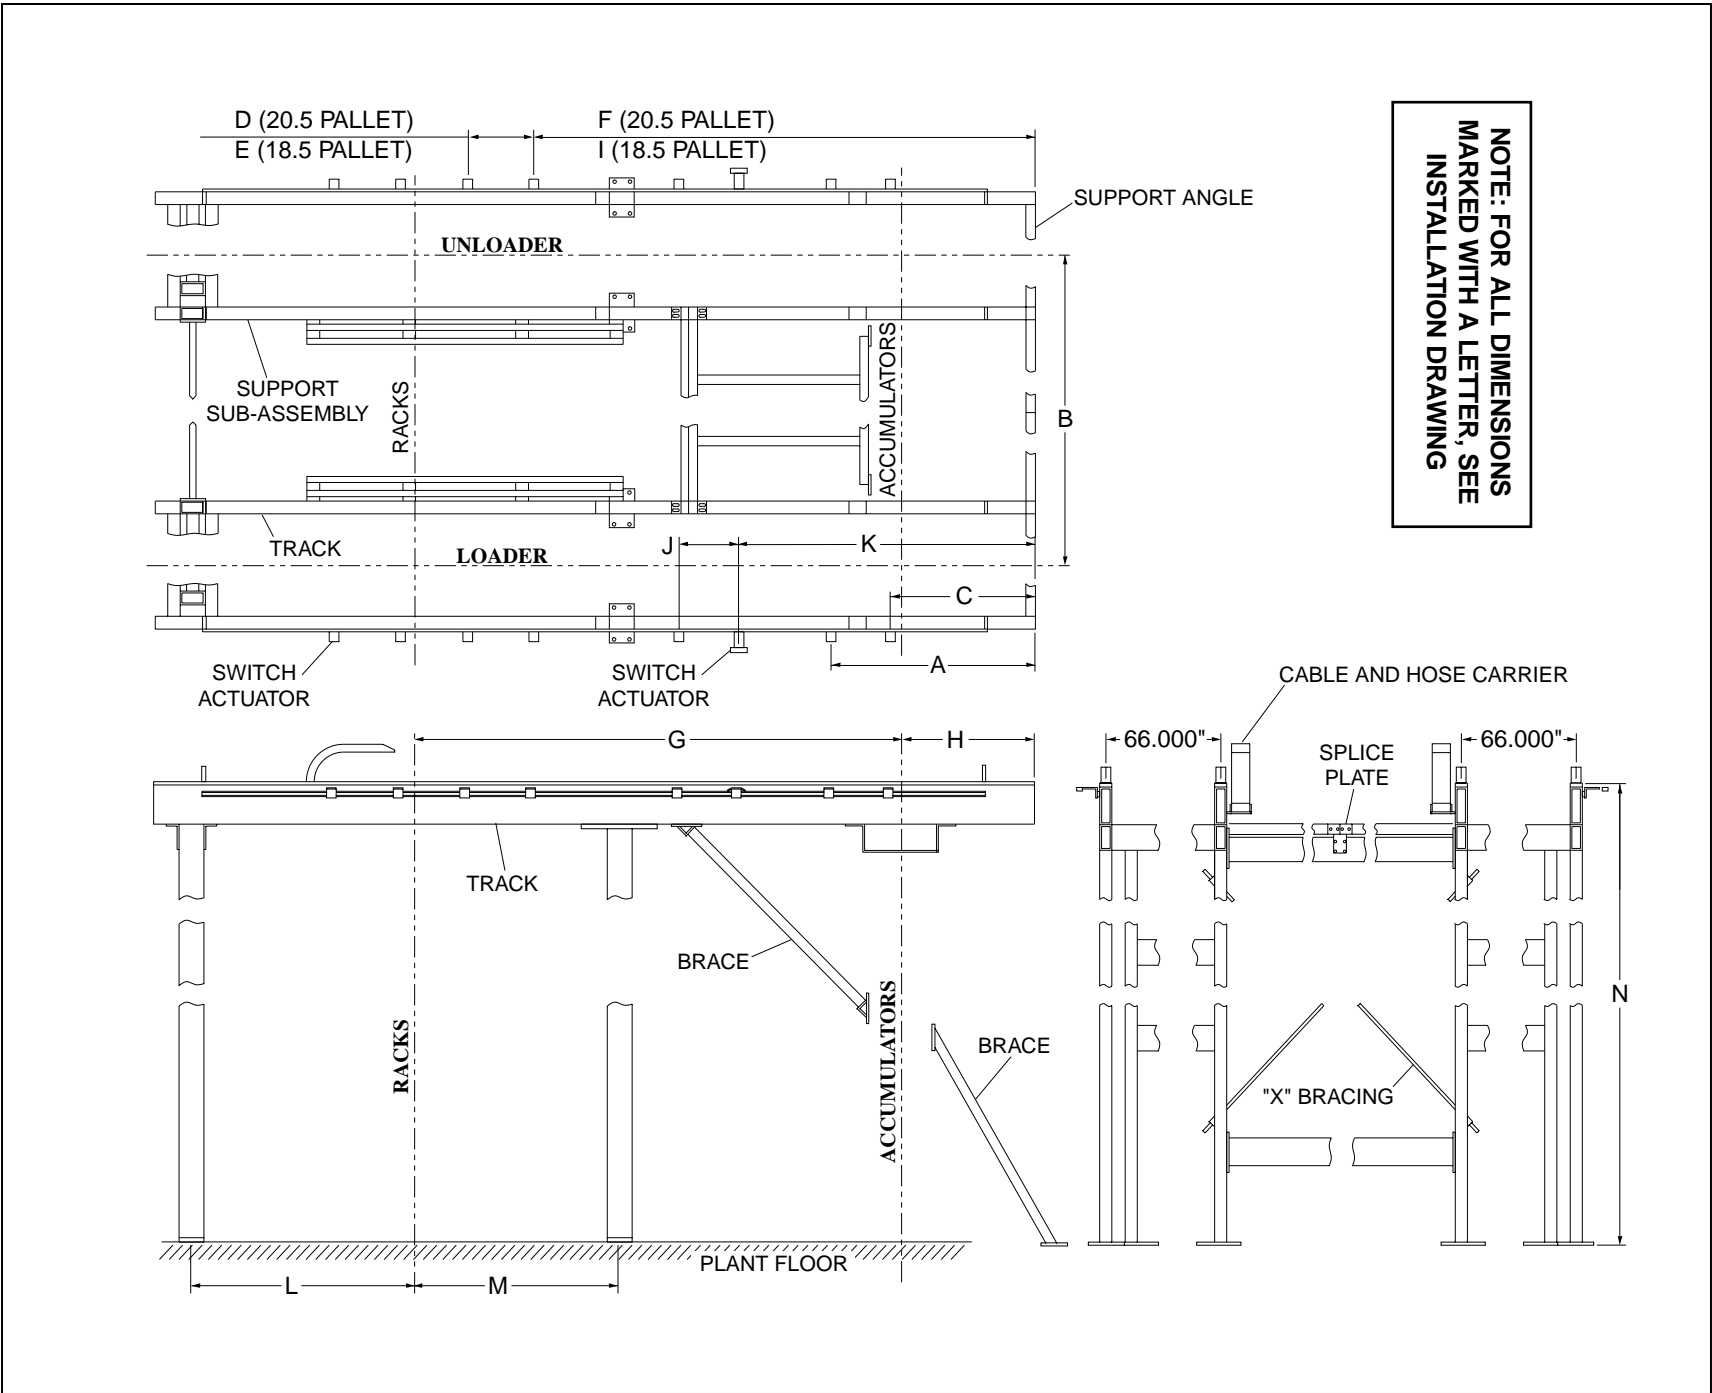 D (20.5 PALLET)
E (18.5 PALLET)
F (20.5 PALLET)
I (18.5 PALLET)
NOTE: FOR ALL DIMENSIONS
MARKED WITH A LETTER, SEE
INSTALLATION DRAWING
SUPPORT ANGLE
UNLOADER
SUPPORT
SUB-ASSEMBLY
RACKS
ACCUMULATORS
B
TRACK
LOADER
J
K
C
A
SWITCH
ACTUATOR
SWITCH
ACTUATOR
CABLE AND HOSE CARRIER
G
H
66.000"
66.000"
SPLICE
PLATE
TRACK
BRACE
RACKS
ACCUMULATORS
BRACE
N
"X" BRACING
PLANT FLOOR
L
M